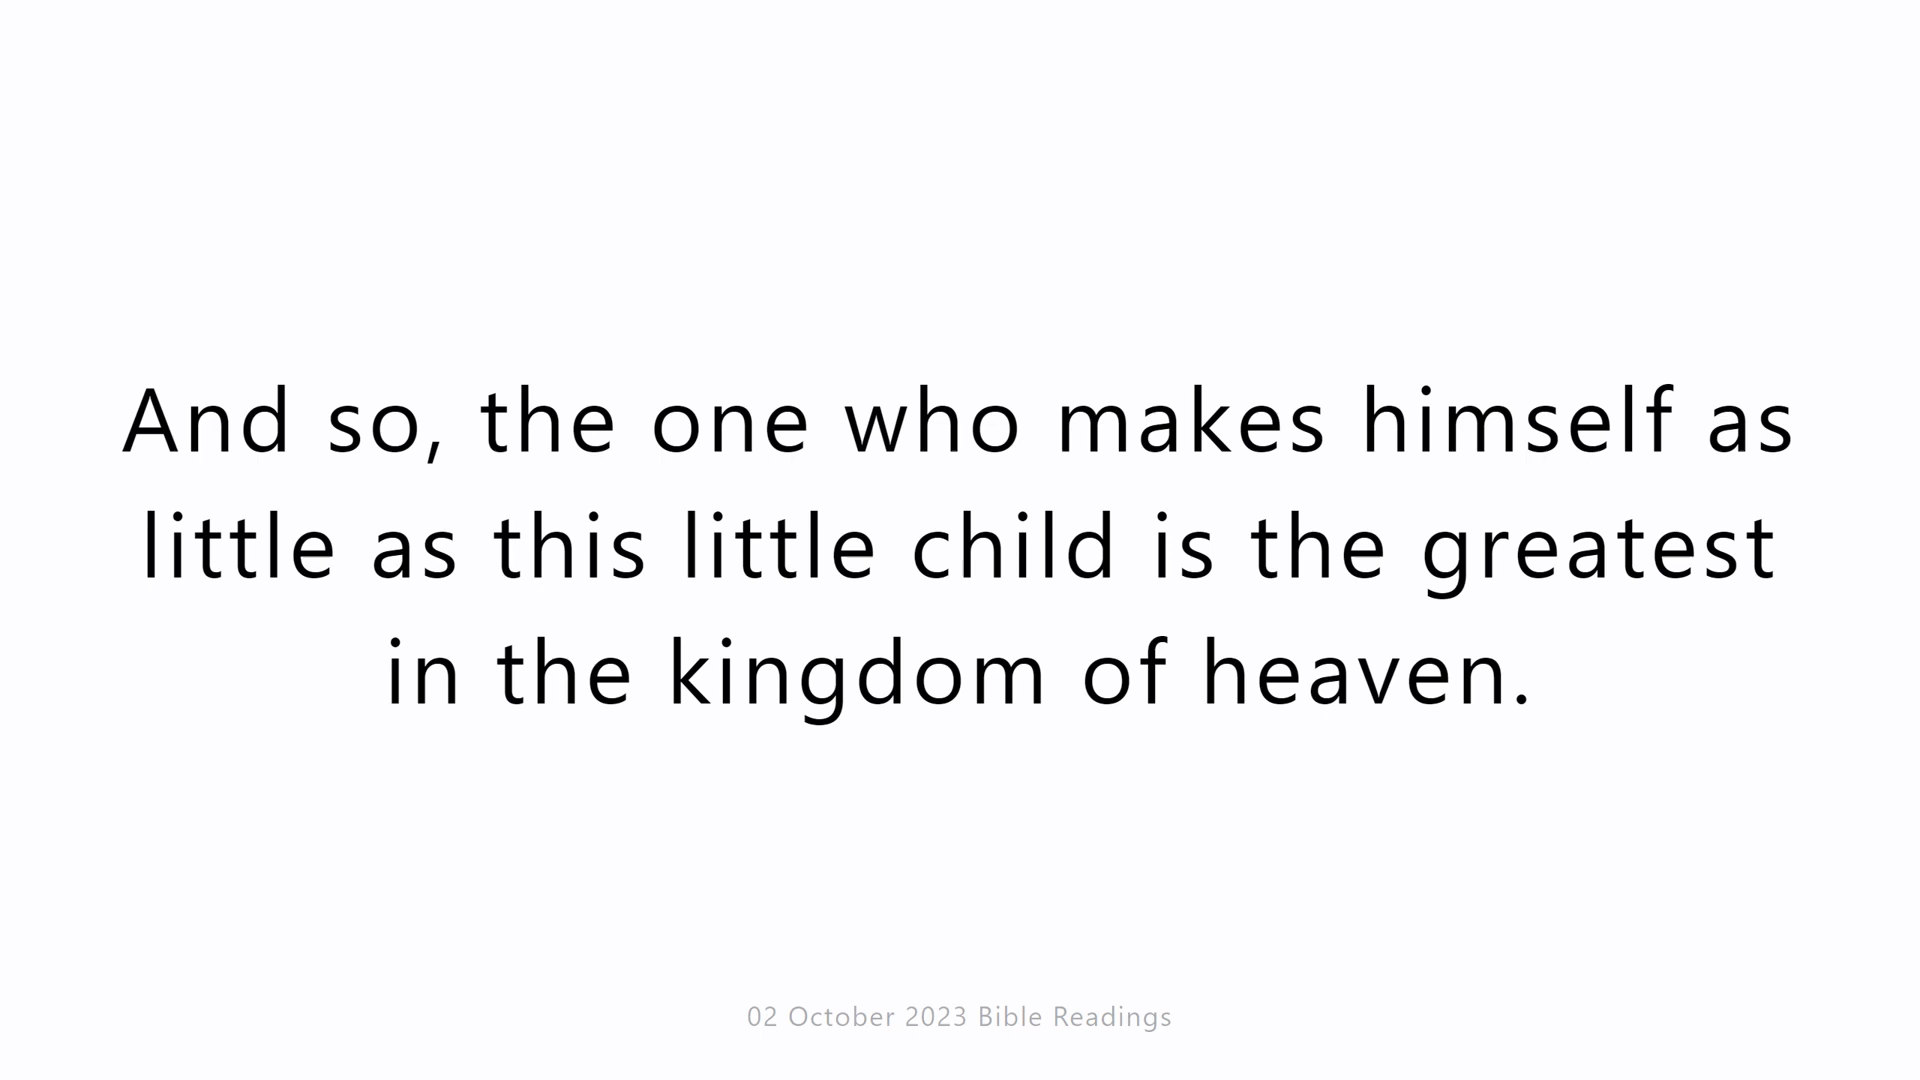 And so, the one who makes himself as
little as this little child is the greatest
in the kingdom of heaven.
02 October 2023 Bible Readings